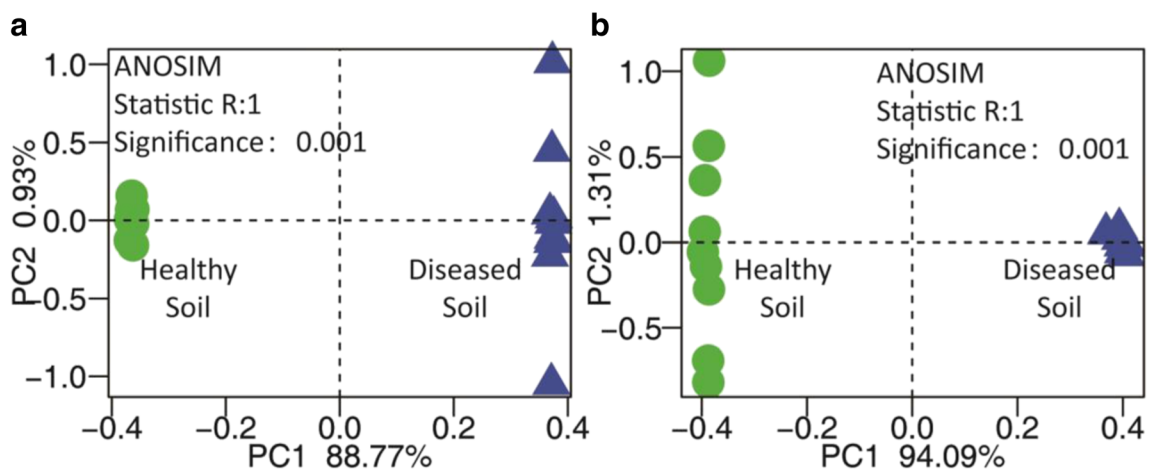 a
ANOSIM
Statistic R:1
Significance: 0.001
Healthy
Soil
Diseased
Soil
1.0
0.5
0.0
−0.5
−1.0
PC2 0.93%
−0.4 −0.2 0.0 0.2 0.4
PC1 88.77%
b
ANOSIM
Statistic R:1
Significance: 0.001
Healthy
Soil
Diseased
Soil
1.0
0.5
0.0
−0.5
PC2 1.31%
−0.4 −0.2 0.0 0.2 0.4
PC1 94.09%